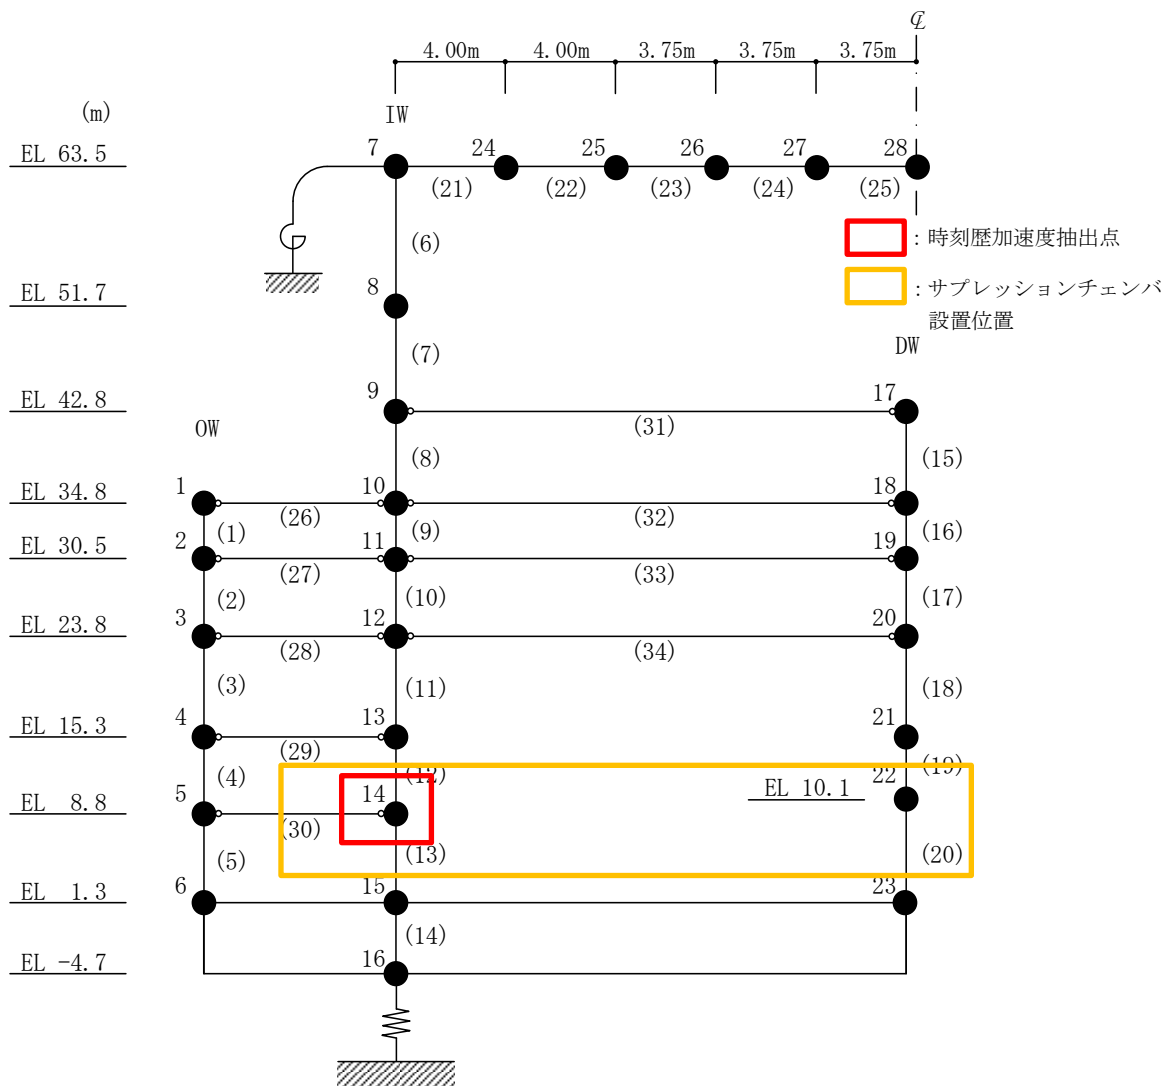 ℄
4.00m 4.00m 3.75m 3.75m 3.75m
(m)
IW
EL 63.5
7 24 25 26 27 28
(21) (22) (23) (24) (25)
(6)
:時刻歴加速度抽出点
:サプレッションチェンバ
設置位置
EL 51.7
8
(7)
DW
EL 42.8
9 17
(31)
OW
(8) (15)
EL 34.8
1 10 18
(26) (32)
(1) (9) (16)
EL 30.5
2 11 19
(27) (33)
(2) (10) (17)
EL 23.8
3 12 20
(28) (34)
(3) (11) (18)
EL 15.3
4 13 21
(29)
(4) (12) (19)
EL 8.8
5 14 EL 10.1 22
(30)
(5) (13) (20)
EL 1.3
6 15 23
(14)
EL -4.7
16